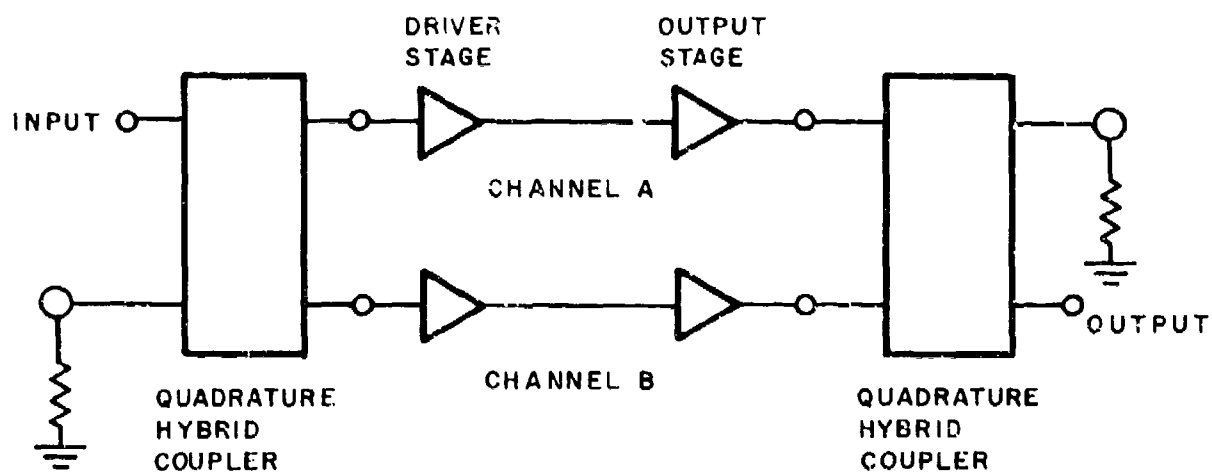 DRIVER
STAGE
OUTPUT
STAGE
INPUT
CHANNEL A
OUTPUT
CHANNEL B
QUADRATURE
HYBRID
COUPLER
QUADRATURE
HYBRID
COUPLER